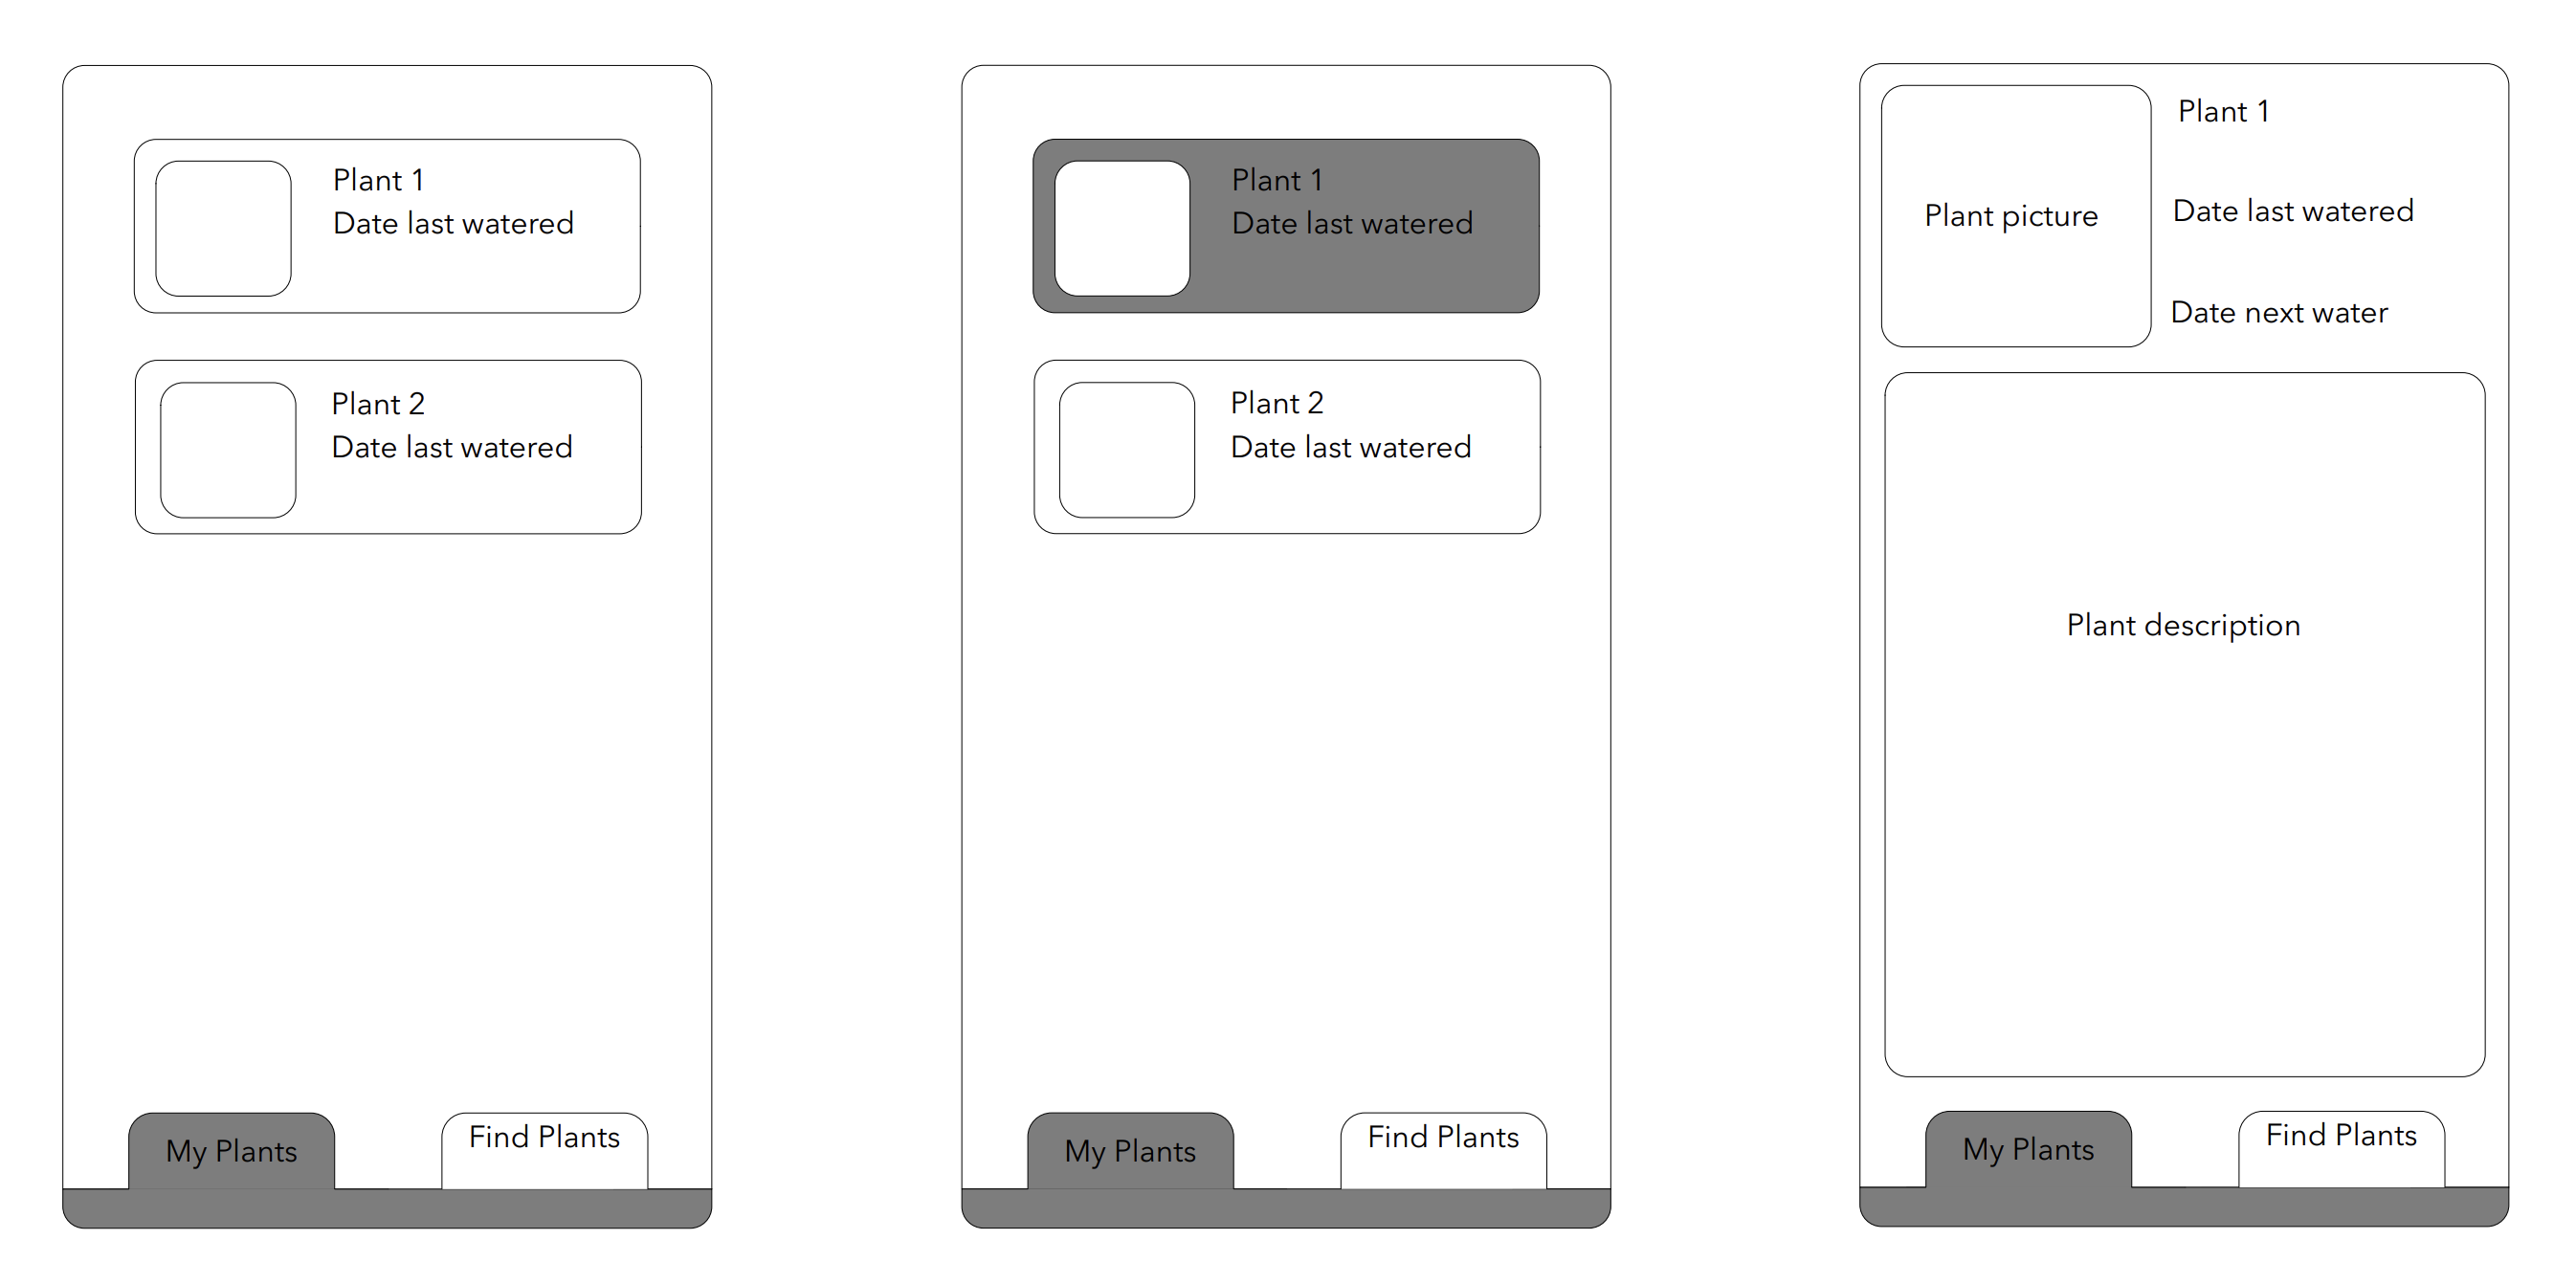 Plant 1
Date last watered
Plant 2
Date last watered
My Plants
Find Plants
Plant 1
Date last watered
Plant 2
Date last watered
My Plants
Find Plants
Plant 1
Plant picture
Date last watered
Date next water
Plant description
My Plants
Find Plants